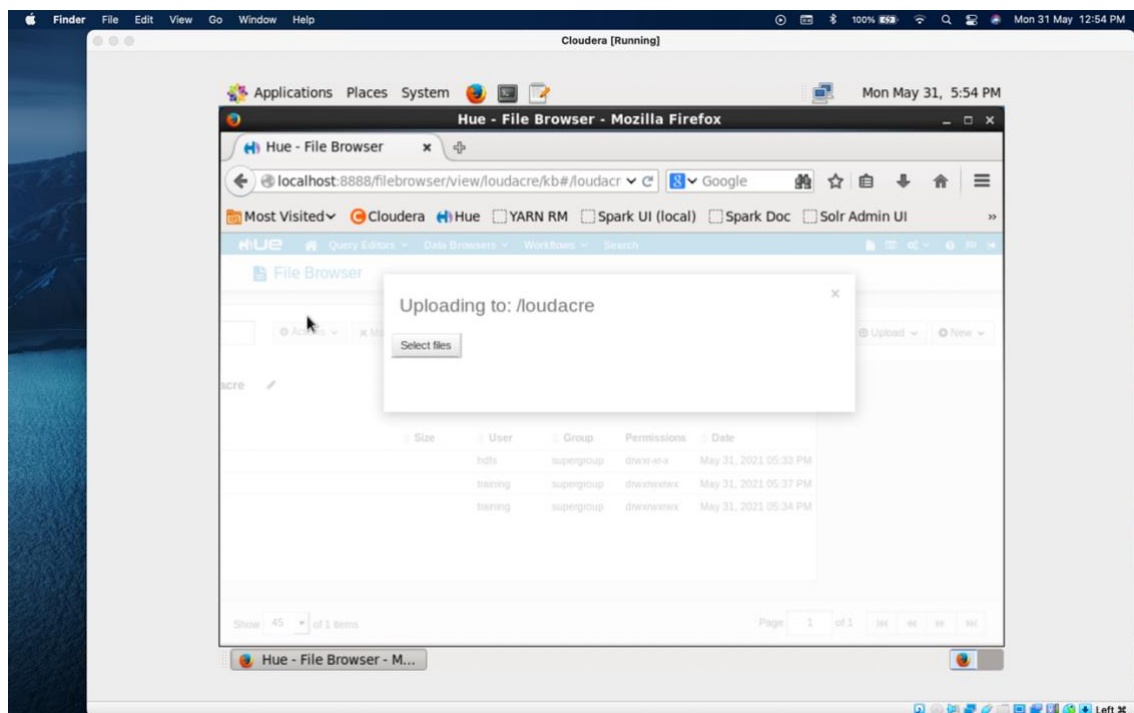 Finder File Edit View Go Window Help 100% Mon 31 May 12:54 PM
Cloudera [Running]
Applications Places System Mon May 31, 5:54 PM
Hue - File Browser - Mozilla Firefox
Hue - File Browser
localhost:8888/filebrowser/view/loudacre/kb#/loudacr Google
Most Visited Cloudera Hue YARN RM Spark UI (local) Spark Doc Solr Admin UI »
HUE Query Editors Data Browsers Workflows Search
File Browser
Uploading to: /loudacre ×
Select files
Upload New
acre
Size User Group Permissions Date
hdfs supergroup drwxr-xr-x May 31, 2021 05:33 PM
training supergroup drwxrwxrwx May 31, 2021 05:37 PM
training supergroup drwxrwxrwx May 31, 2021 05:34 PM
Show 45 of 1 items Page 1 of 1
Hue - File Browser - M...
Left ⌘